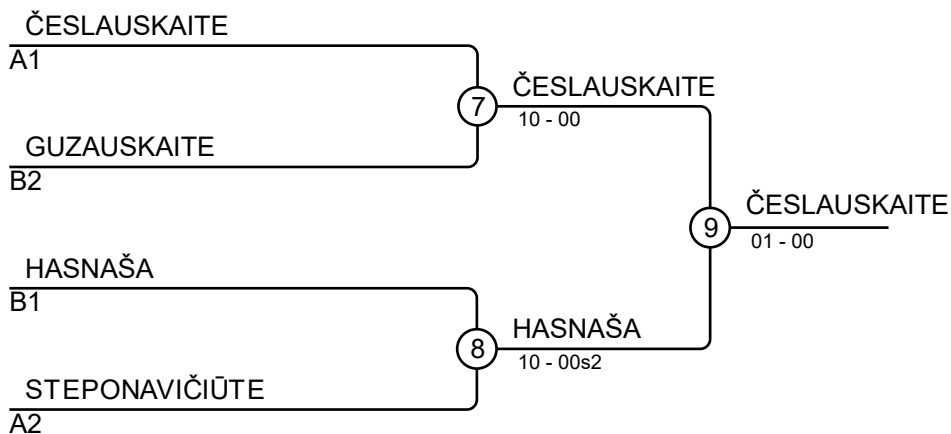 ČESLAUSKAITE
A1
7
ČESLAUSKAITE
10 - 00
GUZAUSKAITE
B2
9
ČESLAUSKAITE
01 - 00
HASNAŠA
B1
8
HASNAŠA
10 - 00s2
STEPONAVIČIŪTE
A2